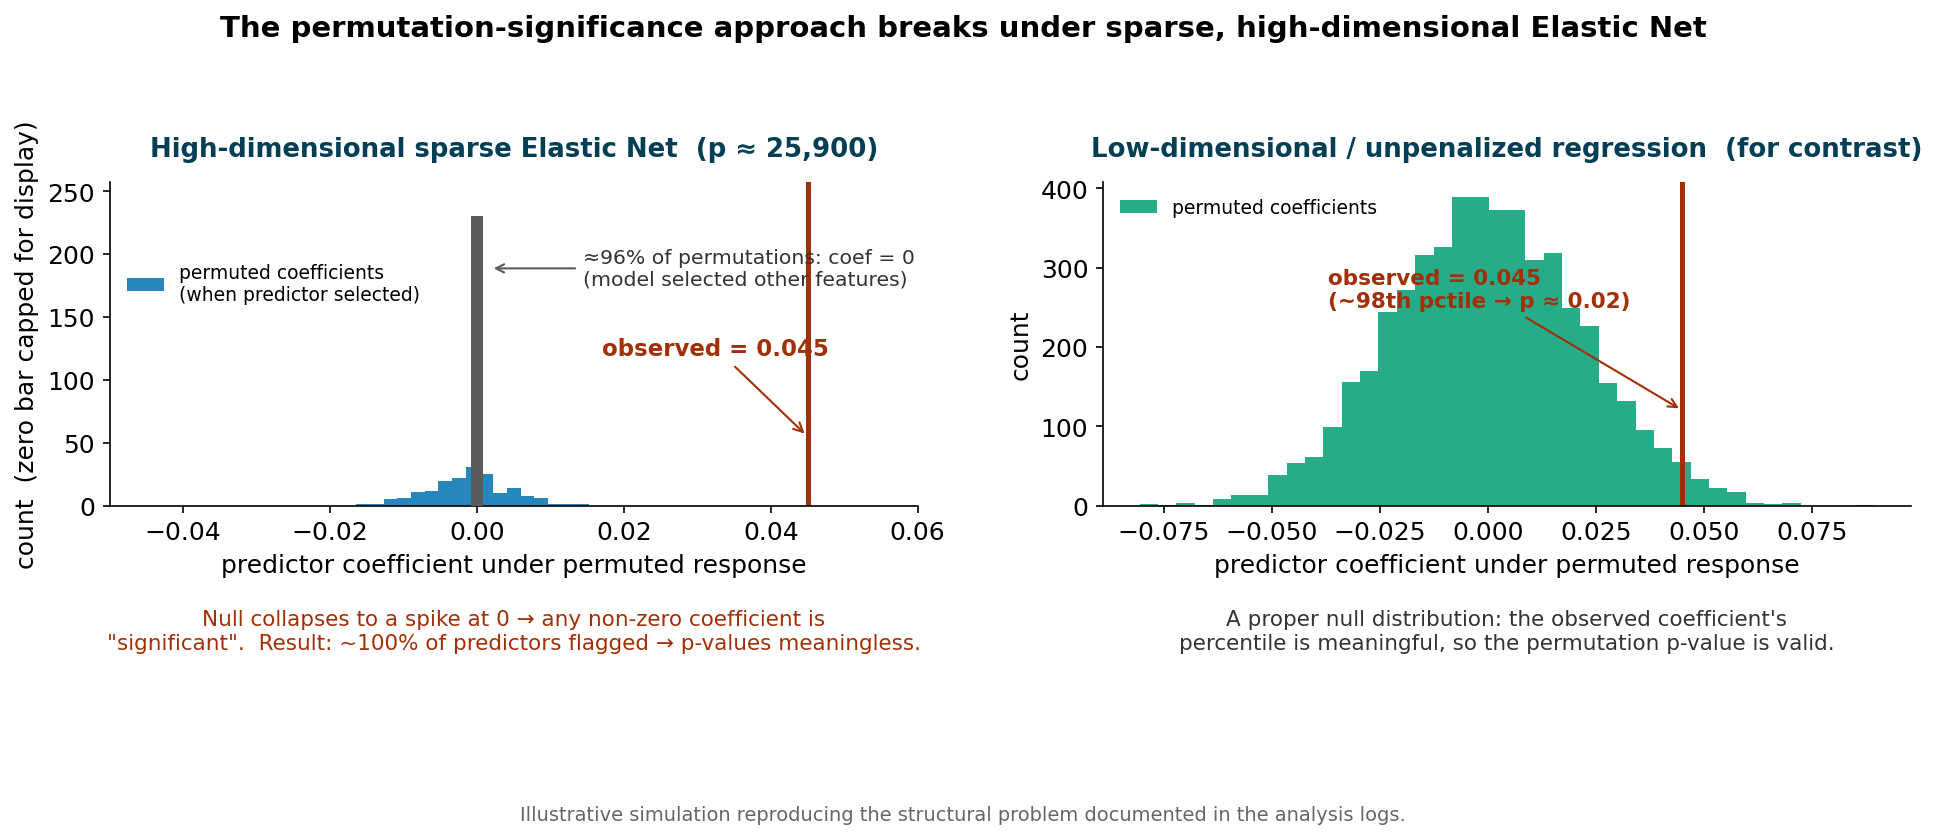 The permutation-significance approach breaks under sparse, high-dimensional Elastic Net
High-dimensional sparse Elastic Net  (p ≈ 25,900)
count  (zero bar capped for display)
250
200
150
100
50
0
permuted coefficients
(when predictor selected)
≈96% of permutations: coef = 0
(model selected other features)
observed = 0.045
−0.04
−0.02
0.00
0.02
0.04
0.06
predictor coefficient under permuted response
Null collapses to a spike at 0 → any non-zero coefficient is
"significant".  Result: ~100% of predictors flagged → p-values meaningless.
Low-dimensional / unpenalized regression  (for contrast)
count
400
300
200
100
0
permuted coefficients
observed = 0.045
(~98th pctile → p ≈ 0.02)
−0.075
−0.050
−0.025
0.000
0.025
0.050
0.075
predictor coefficient under permuted response
A proper null distribution: the observed coefficient's
percentile is meaningful, so the permutation p-value is valid.
Illustrative simulation reproducing the structural problem documented in the analysis logs.